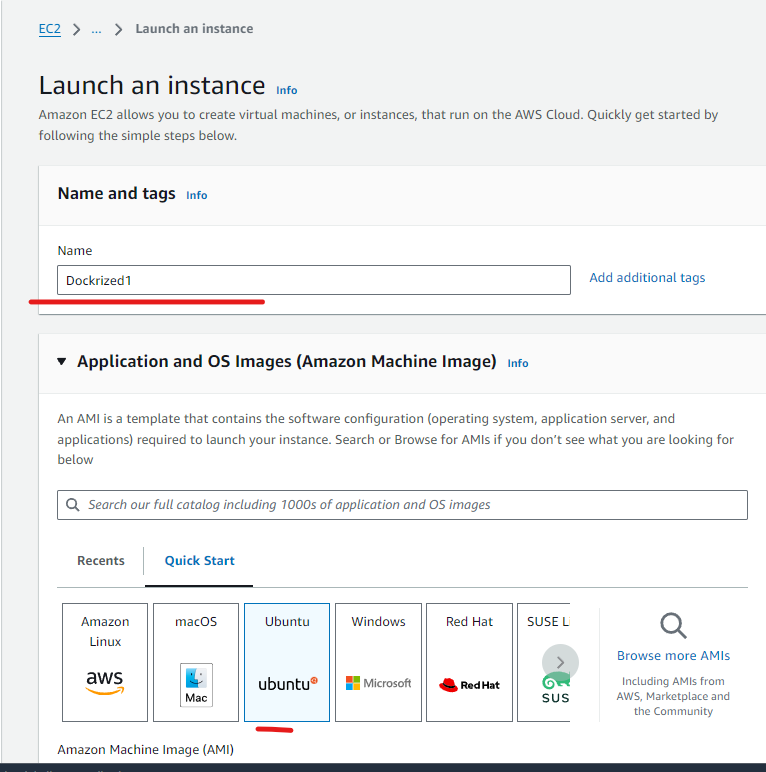 EC2 > ... > Launch an instance
Launch an instance Info
Amazon EC2 allows you to create virtual machines, or instances, that run on the AWS Cloud. Quickly get started by
following the simple steps below.
Name and tags Info
Name
Dockrized1
Add additional tags
Application and OS Images (Amazon Machine Image) Info
An AMI is a template that contains the software configuration (operating system, application server, and
applications) required to launch your instance. Search or Browse for AMIs if you don't see what you are looking for
below
Search our full catalog including 1000s of application and OS images
Recents
Quick Start
Amazon
Linux
aws
macOS
Mac
Ubuntu
ubuntu
Windows
Microsoft
Red Hat
Red Hat
SUSE L
SUS
Browse more AMIs
Including AMIs from
AWS, Marketplace and
the Community
Amazon Machine Image (AMI)